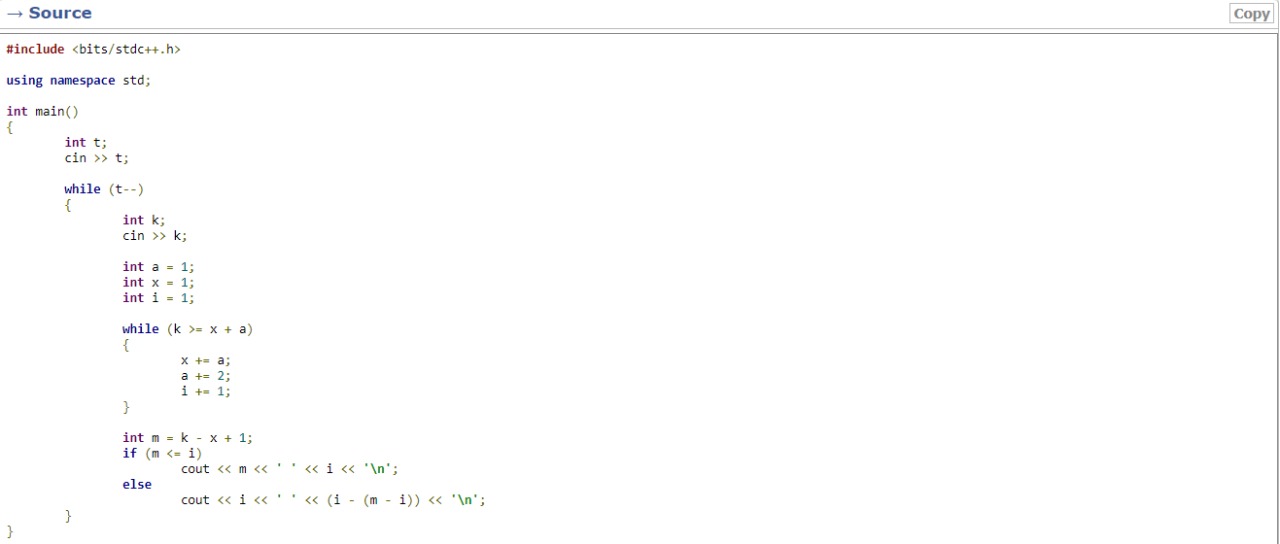 → Source
Copy
#include <bits/stdc++.h>
using namespace std;
int main()
{
int t;
cin >> t;
while (t--)
{
int k;
cin >> k;
int a = 1;
int x = 1;
int i = 1;
while (k >= x + a)
{
x += a;
a += 2;
i += 1;
}
int m = k - x + 1;
if (m <= i)
cout << m << ' ' << i << '\n';
else
cout << i << ' ' << (i - (m - i)) << '\n';
}
}